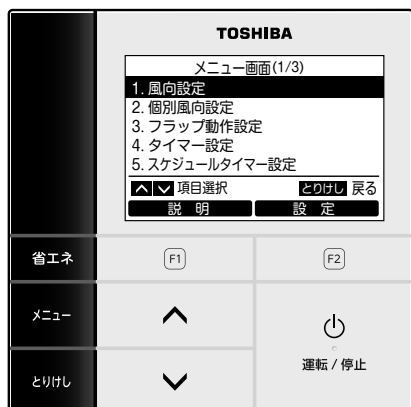 TOSHIBA
メニュー画面(1/3)
1. 風向設定
2. 個別風向設定
3. フラップ動作設定
4. タイマー設定
5. スケジュールタイマー設定
項目選択 とりけし 戻る
説 明 設 定
省エネ F1 F2
メニュー
運転 / 停止
とりけし